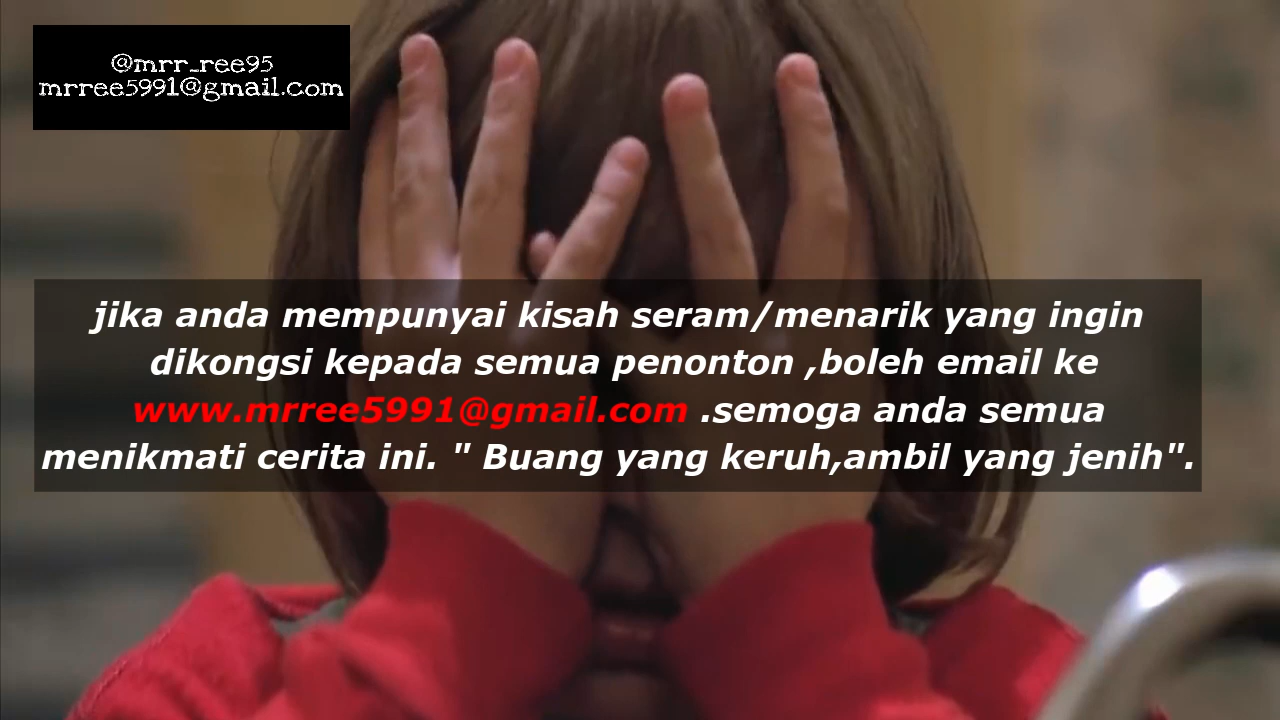 @mrr_ree95
mrree5991@gmail.com
jika anda mempunyai kisah seram/menarik yang ingin
dikongsi kepada semua penonton ,boleh email ke
www.mrree5991@gmail.com .semoga anda semua
menikmati cerita ini. " Buang yang keruh,ambil yang jenih".